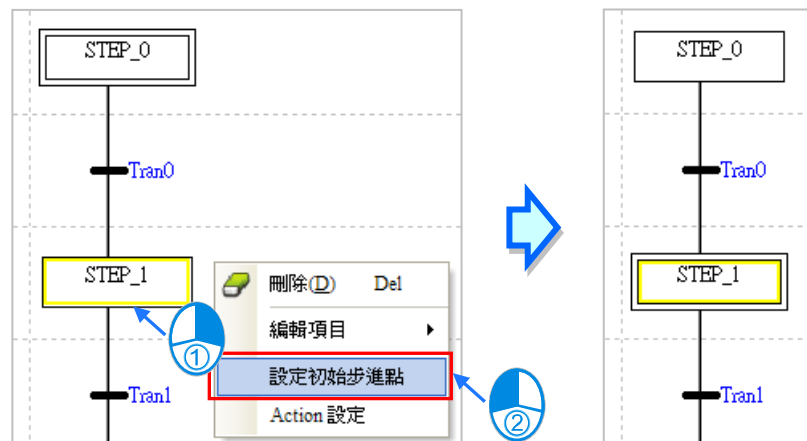 STEP_0
Tran0
STEP_1
刪除(D) Del
編輯項目
設定初始步進點
Action 設定
①
②
Tran1
STEP_0
Tran0
STEP_1
Tran1